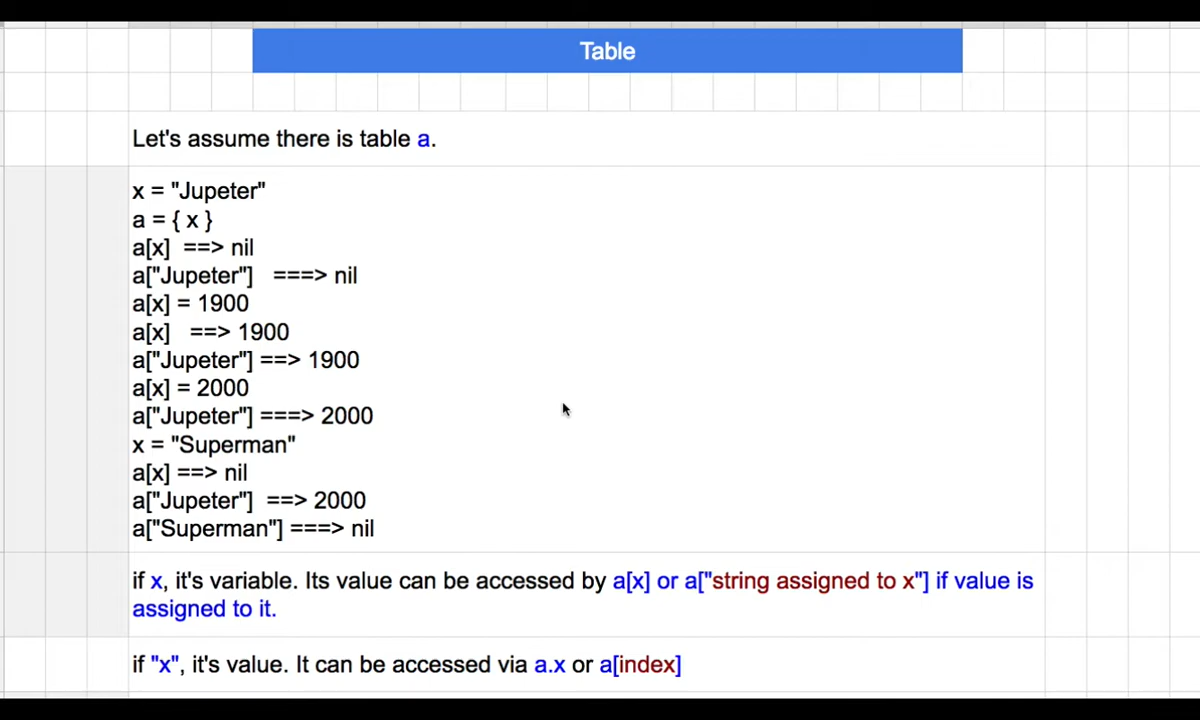 Table
Let's assume there is table a.
x = "Jupeter"
a = { x }
a[x] ==> nil
a["Jupeter"] ===> nil
a[x] = 1900
a[x] ==> 1900
a["Jupeter"] ==> 1900
a[x] = 2000
a["Jupeter"] ===> 2000
x = "Superman"
a[x] ==> nil
a["Jupeter"] ==> 2000
a["Superman"] ===> nil
if x, it's variable. Its value can be accessed by a[x] or a["string assigned to x"] if value is
assigned to it.
if "x", it's value. It can be accessed via a.x or a[index]